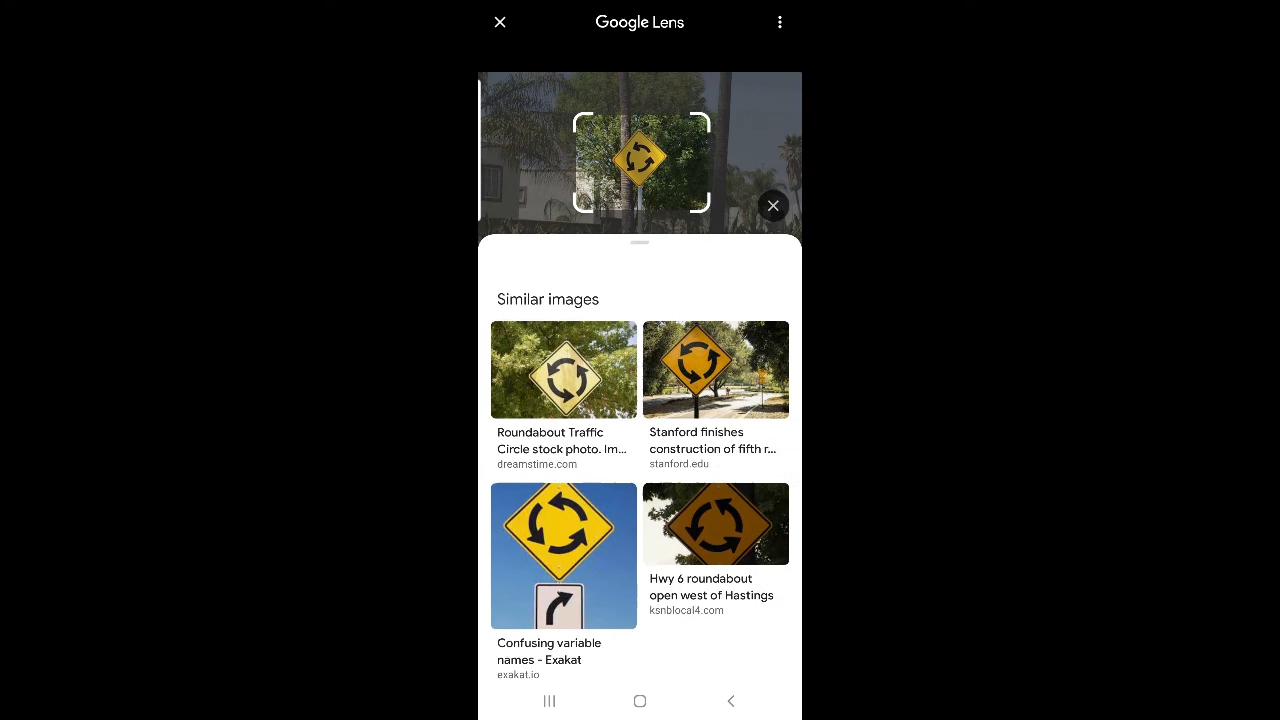 Google Lens
Similar images
Roundabout Traffic
Circle stock photo. Im...
dreamstime.com
Stanford finishes
construction of fifth r...
stanford.edu
Confusing variable
names - Exakat
exakat.io
Hwy 6 roundabout
open west of Hastings
ksnblocal4.com